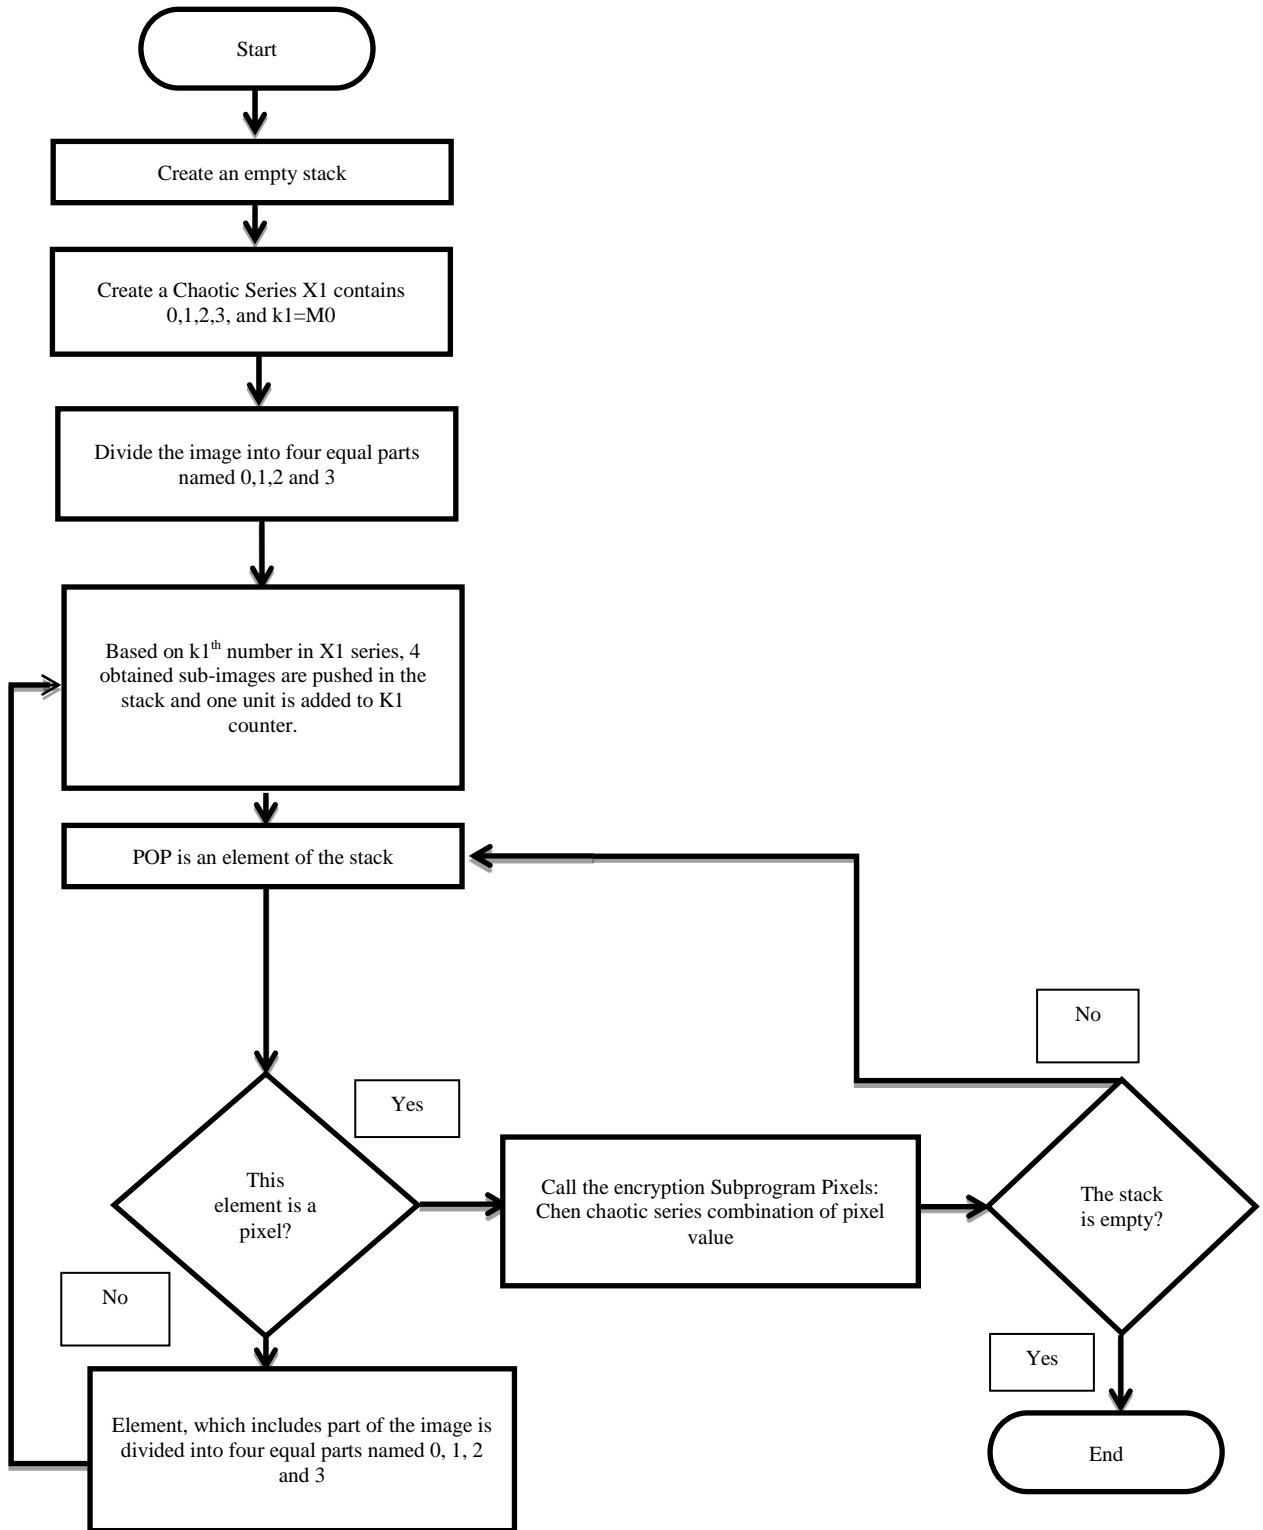 Start
Create an empty stack
Create a Chaotic Series X1 contains
0,1,2,3, and k1=M0
Divide the image into four equal parts
named 0,1,2 and 3
Based on k1th number in X1 series, 4
obtained sub-images are pushed in the
stack and one unit is added to K1
counter.
POP is an element of the stack
This
element is a
pixel?
Yes
No
Call the encryption Subprogram Pixels:
Chen chaotic series combination of pixel
value
The stack
is empty?
No
Yes
Element, which includes part of the image is
divided into four equal parts named 0, 1, 2
and 3
End